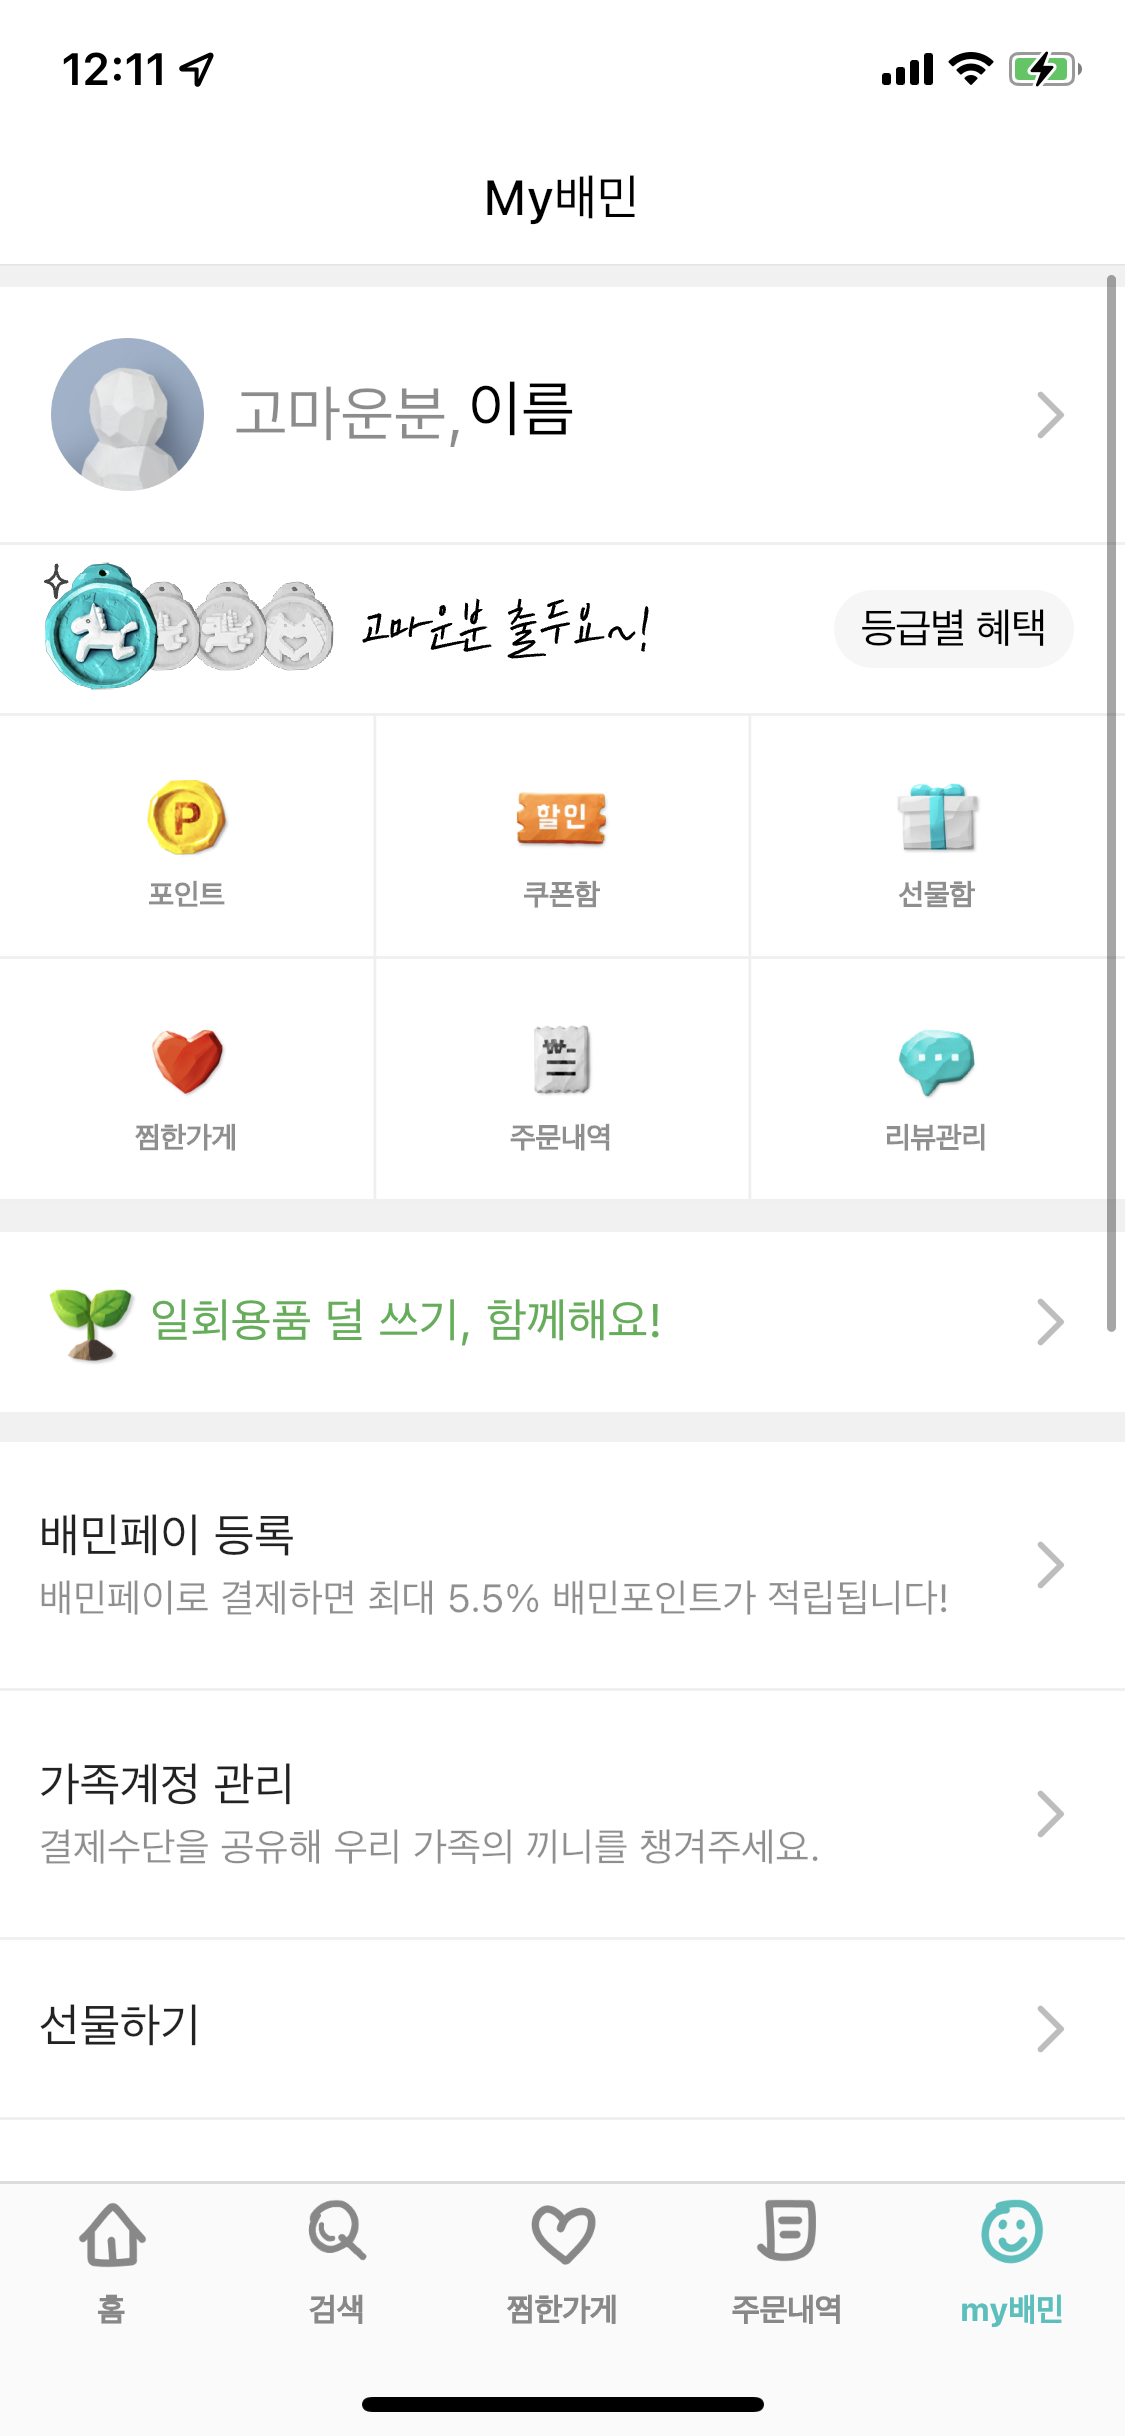 12:11
My배민
고마운분, 이름
고마운분 출두요~!
등급별 혜택
P
할인
포인트
쿠폰함
선물함
₩
찜한가게
주문내역
리뷰관리
일회용품 덜 쓰기, 함께해요!
배민페이 등록
배민페이로 결제하면 최대 5.5% 배민포인트가 적립됩니다!
가족계정 관리
결제수단을 공유해 우리 가족의 끼니를 챙겨주세요.
선물하기
홈
검색
찜한가게
주문내역
my배민